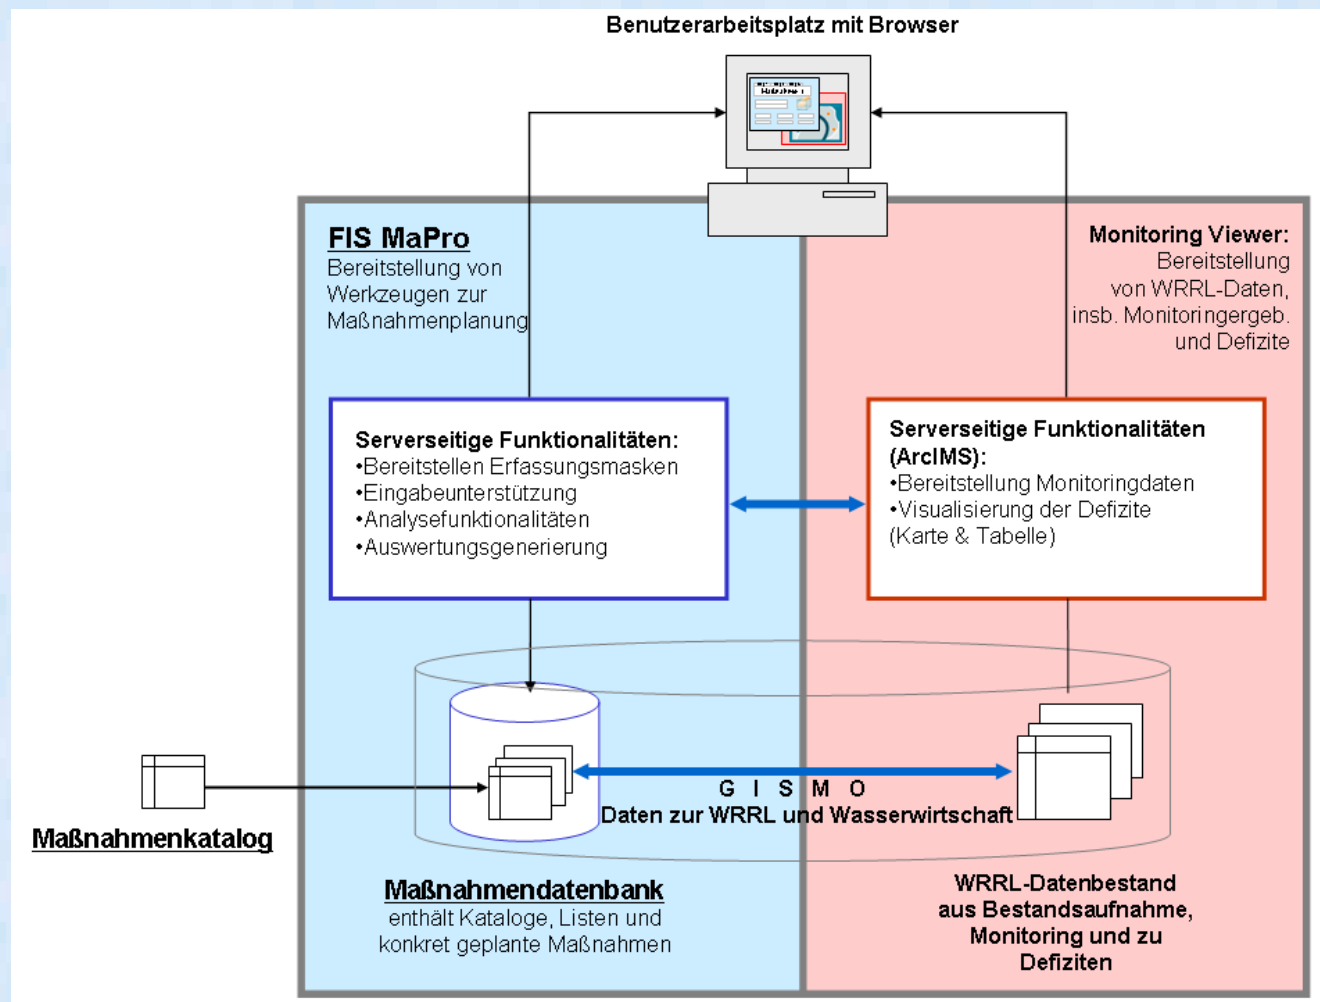 Benutzerarbeitsplatz mit Browser
FIS MaPro
Bereitstellung von
Werkzeugen zur
Maßnahmenplanung
Monitoring Viewer:
Bereitstellung
von WRRL-Daten,
insb. Monitoringergeb.
und Defizite
Serverseitige Funktionalitäten:
•Bereitstellen Erfassungsmasken
•Eingabeunterstützung
•Analysefunktionalitäten
•Auswertungsgenerierung
Serverseitige Funktionalitäten
(ArcIMS):
•Bereitstellung Monitoringdaten
•Visualisierung der Defizite
(Karte & Tabelle)
G I S M O
Daten zur WRRL und Wasserwirtschaft
Maßnahmenkatalog
Maßnahmendatenbank
enthält Kataloge, Listen und
konkret geplante Maßnahmen
WRRL-Datenbestand
aus Bestandsaufnahme,
Monitoring und zu
Defiziten